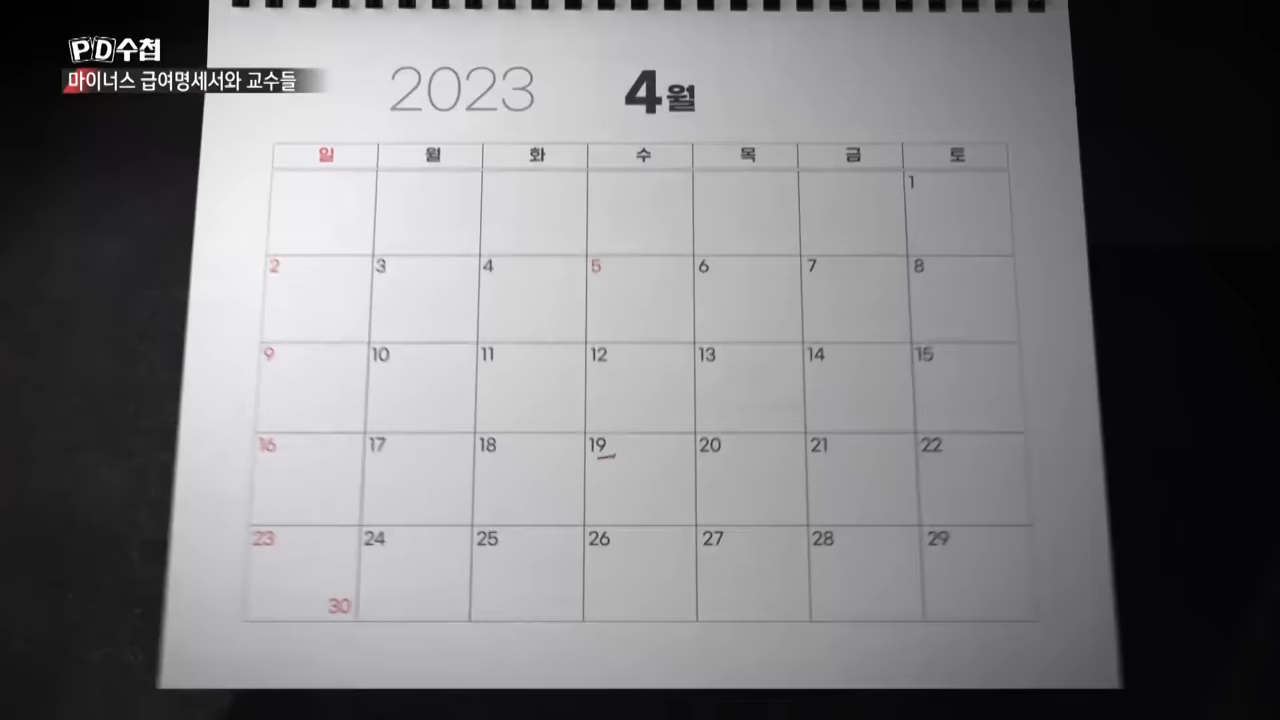 PD수첩
마이너스 급여명세서와 교수들
2023 4월
일 월 화 수 목 금 토
1
2 3 4 5 6 7 8
9 10 11 12 13 14 15
16 17 18 19 20 21 22
23 24 25 26 27 28 29
30